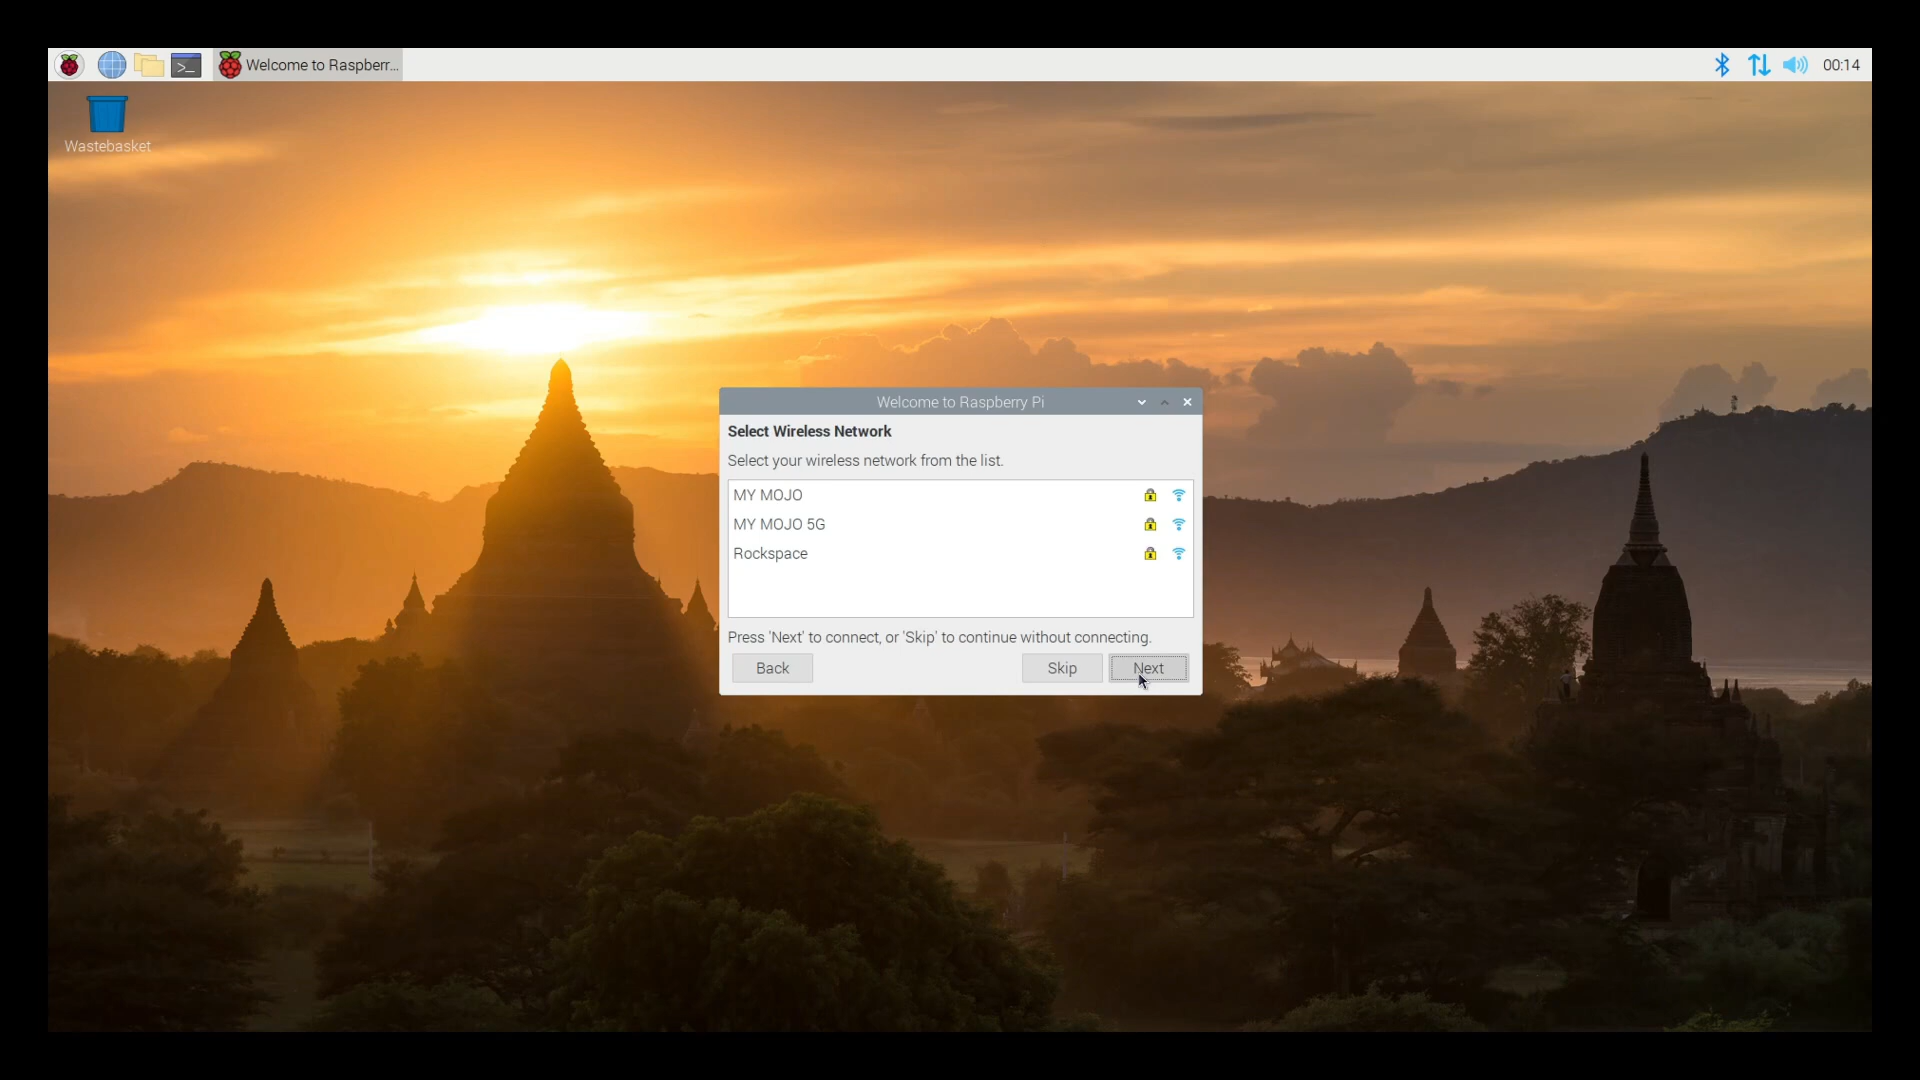 Welcome to Raspberr...
00:14
Wastebasket
Welcome to Raspberry Pi
Select Wireless Network
Select your wireless network from the list.
MY MOJO
MY MOJO 5G
Rockspace
Press 'Next' to connect, or 'Skip' to continue without connecting.
Back
Skip
Next